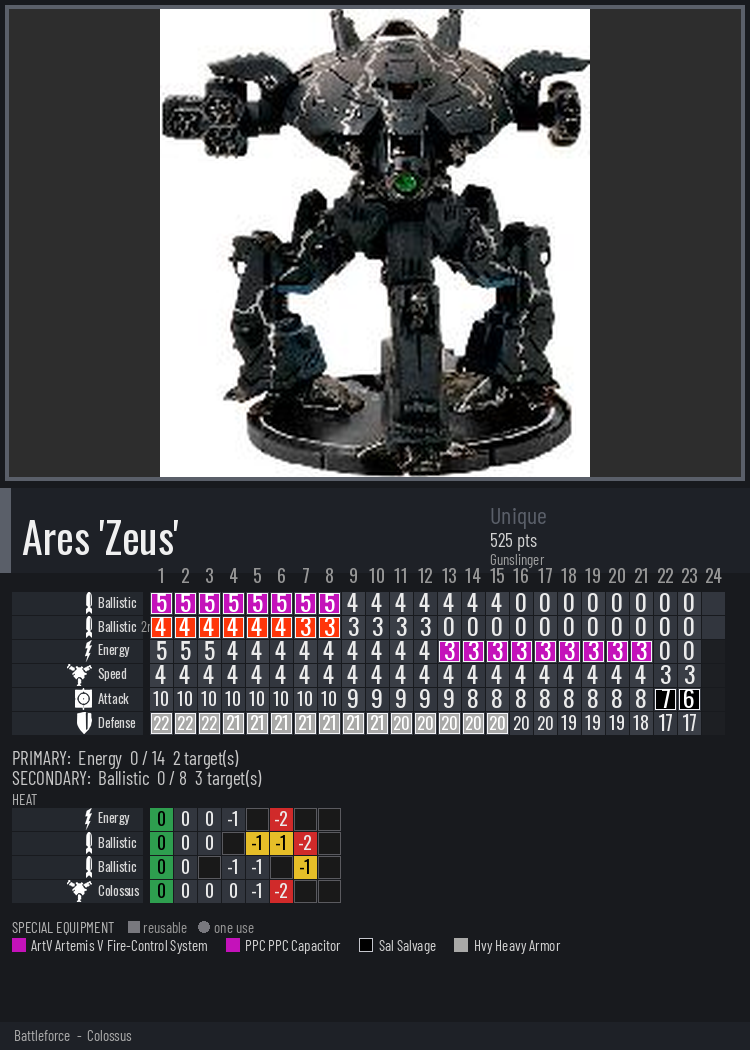 Ares 'Zeus'
Unique
525 pts
Gunslinger
1 2 3 4 5 6 7 8 9 10 11 12 13 14 15 16 17 18 19 20 21 22 23 24
Ballistic 5 5 5 5 5 5 5 5 4 4 4 4 4 4 4 0 0 0 0 0 0 0 0
Ballistic 4 4 4 4 4 4 3 3 3 3 3 3 0 0 0 0 0 0 0 0 0 0 0
Energy 5 5 5 4 4 4 4 4 4 4 4 4 3 3 3 3 3 3 3 3 3 0 0
Speed 4 4 4 4 4 4 4 4 4 4 4 4 4 4 4 4 4 4 4 4 4 3 3
Attack 10 10 10 10 10 10 10 10 9 9 9 9 9 8 8 8 8 8 8 8 8 7 6
Defense 22 22 22 21 21 21 21 21 21 21 20 20 20 20 20 20 20 19 19 19 18 17 17
PRIMARY: Energy 0 / 14 2 target(s)
SECONDARY: Ballistic 0 / 8 3 target(s)
HEAT
Energy 0 0 0 -1 -2
Ballistic 0 0 0 -1 -1 -2
Ballistic 0 0 -1 -1 -1
Colossus 0 0 0 0 -1 -2
SPECIAL EQUIPMENT reusable one use
ArtV Artemis V Fire-Control System PPC PPC Capacitor Sal Salvage Hvy Heavy Armor
Battleforce - Colossus